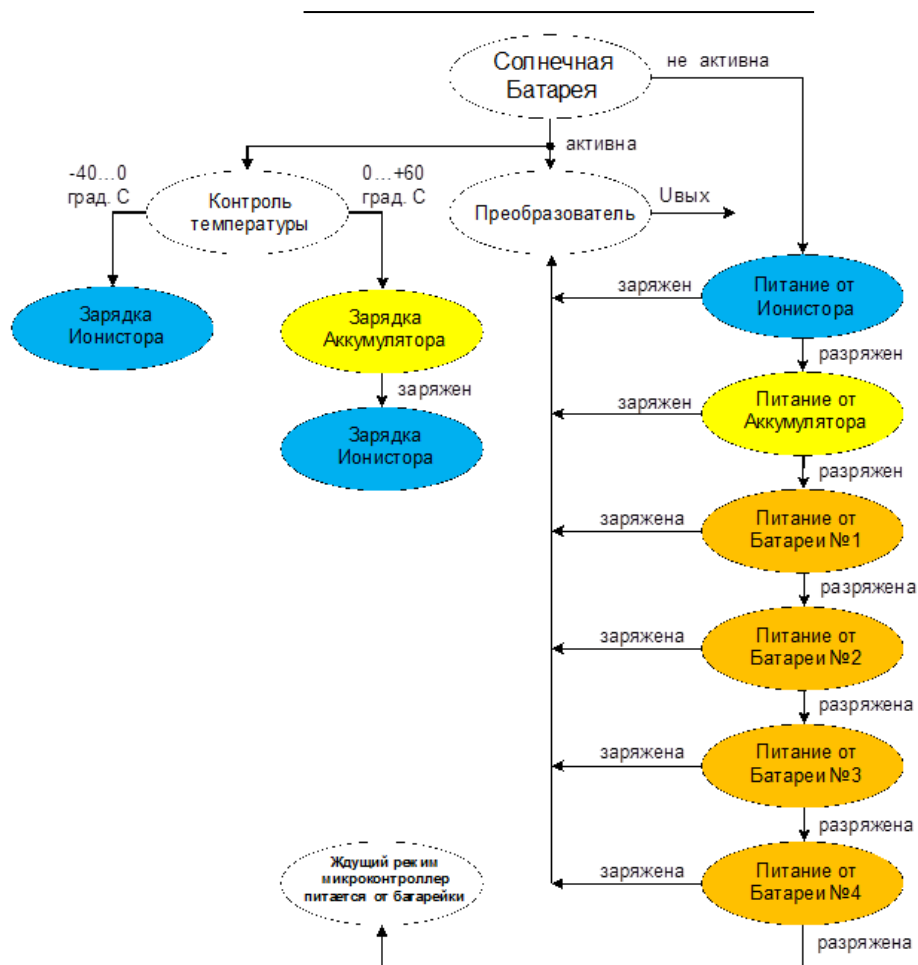 Солнечная
Батарея
не активна
активна
-40...0
град. С
0...+60
град. С
Контроль
температуры
Преобразователь
Uвых
Зарядка
Ионистора
Зарядка
Аккумулятора
заряжен
Питание от
Ионистора
разряжен
заряжен
Зарядка
Ионистора
заряжен
Питание от
Аккумулятора
разряжен
заряжена
Питание от
Батареи №1
разряжена
заряжена
Питание от
Батареи №2
разряжена
заряжена
Питание от
Батареи №3
разряжена
Ждущий режим
микроконтроллер
питается от батарейки
заряжена
Питание от
Батареи №4
разряжена